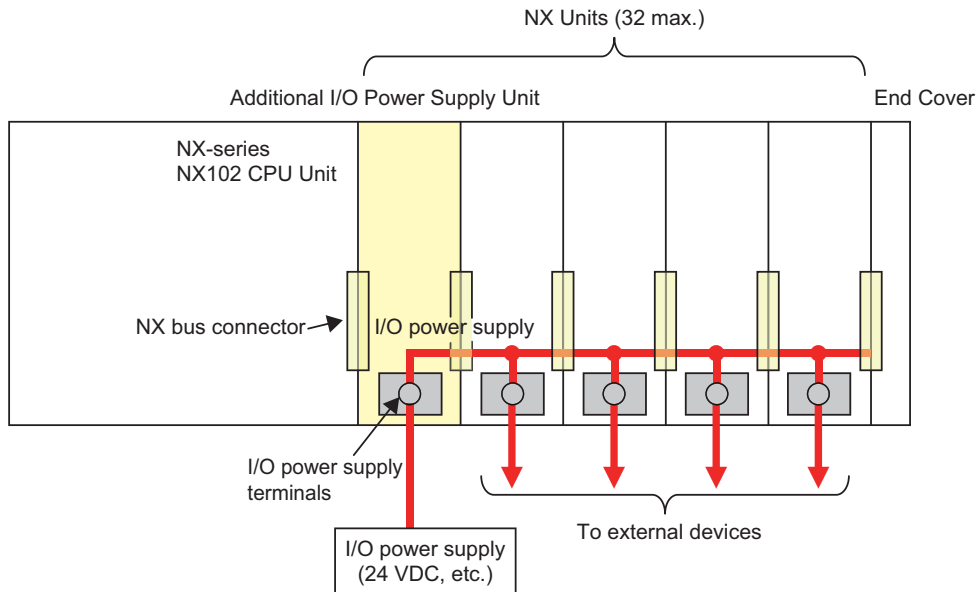 NX Units (32 max.)
Additional I/O Power Supply Unit
End Cover
NX-series
NX102 CPU Unit
NX bus connector
I/O power supply
I/O power supply
terminals
To external devices
I/O power supply
(24 VDC, etc.)